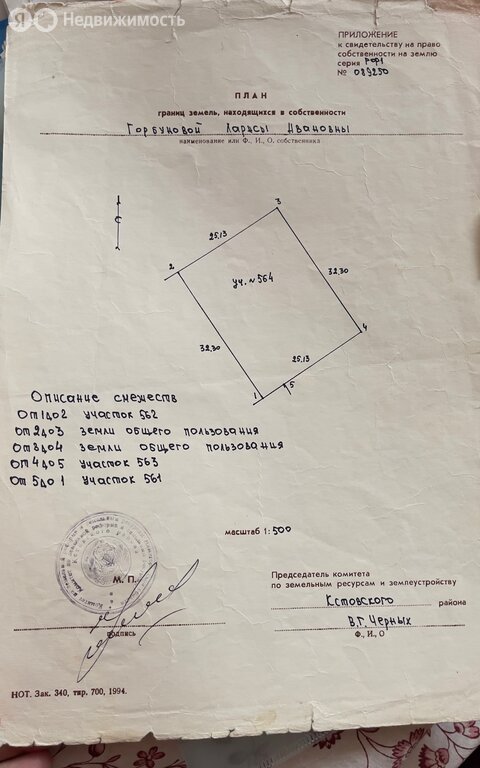 Я Недвижимость
ПРИЛОЖЕНИЕ
к свидетельству на право
собственности на землю
серия РФ1
№ 089250
ПЛАН
границ земель, находящихся в собственности
Горбуновой Ларисы Ивановны
наименование или Ф., И., О. собственника
С
3
25,13
2
32,30
уч. №564
4
32,30
25,13
1
5
Описание смежеств
От 1 до 2 участок 562
от 2 до 3 земли общего пользования
от 3 до 4 земли общего пользования
от 4 до 5 участок 563
от 5 до 1 участок 561
масштаб 1:500
М. П.
Председатель комитета
по земельным ресурсам и землеустройству
Кстовского района
В.Г. Черных
Ф., И., О
подпись
НОТ. Зак. 340, тир. 700, 1994.